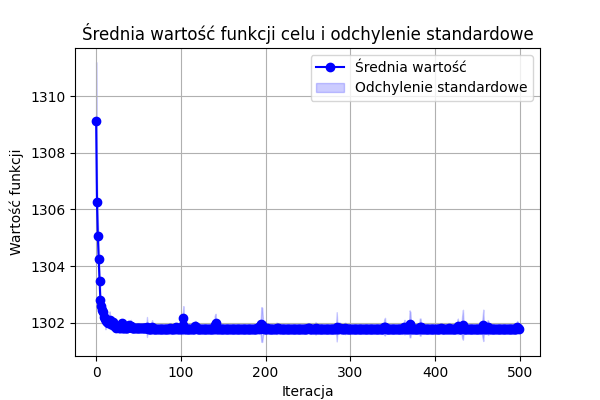 Średnia wartość funkcji celu i odchylenie standardowe
Średnia wartość
Odchylenie standardowe
Wartość funkcji
1310
1308
1306
1304
1302
0 100 200 300 400 500
Iteracja